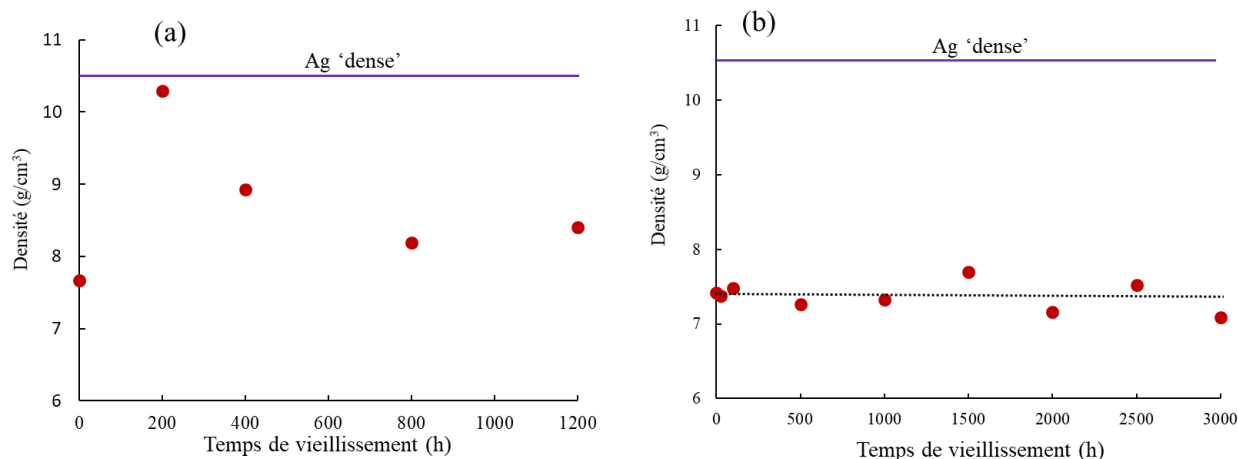 (a)
11
10
9
8
7
6
Ag ‘dense’
Densité (g/cm³)
0 200 400 600 800 1000 1200
Temps de vieillissement (h)
(b)
11
10
9
8
7
6
Ag ‘dense’
Densité (g/cm³)
0 500 1000 1500 2000 2500 3000
Temps de vieillissement (h)